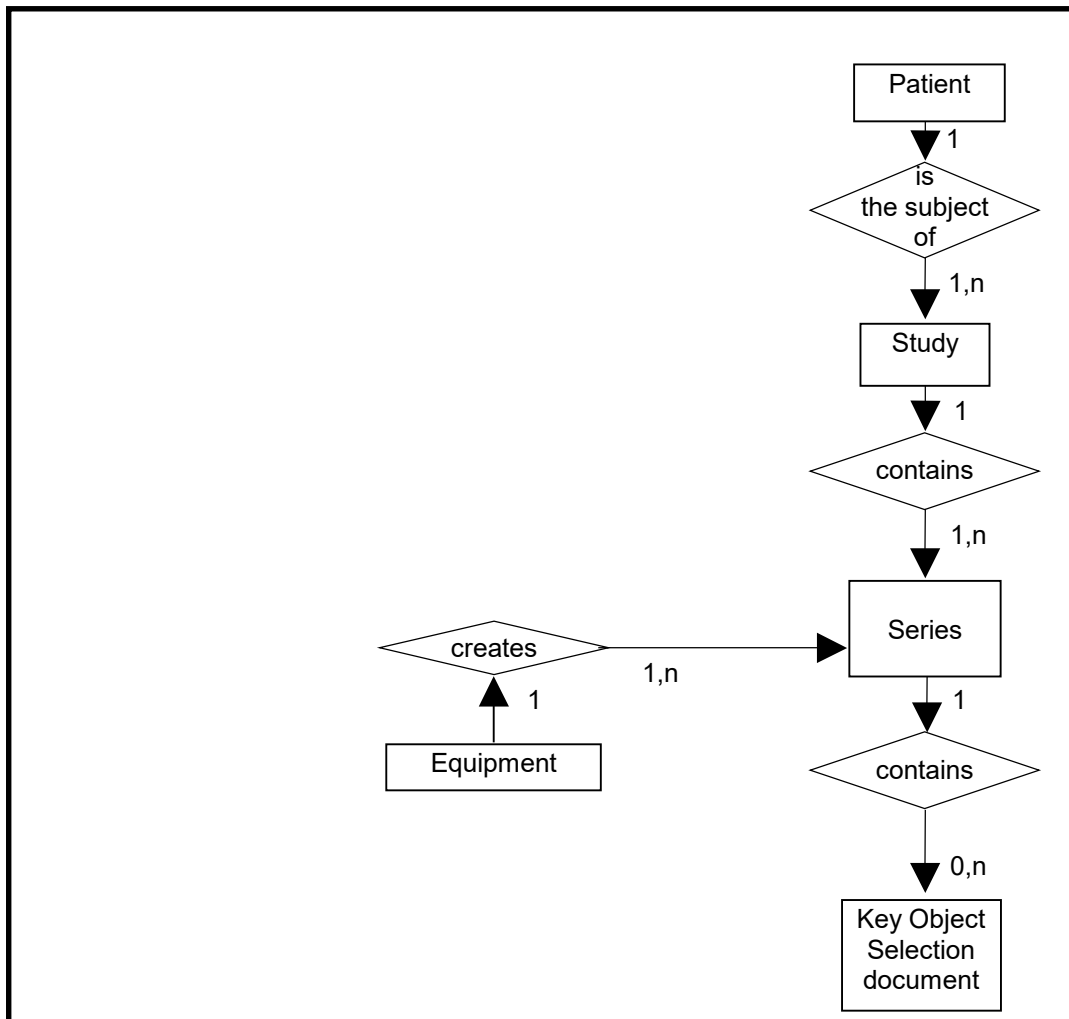 Patient
1
is
the subject
of
1,n
Study
1
contains
1,n
Series
creates
1,n
1
1
Equipment
contains
0,n
Key Object
Selection
document